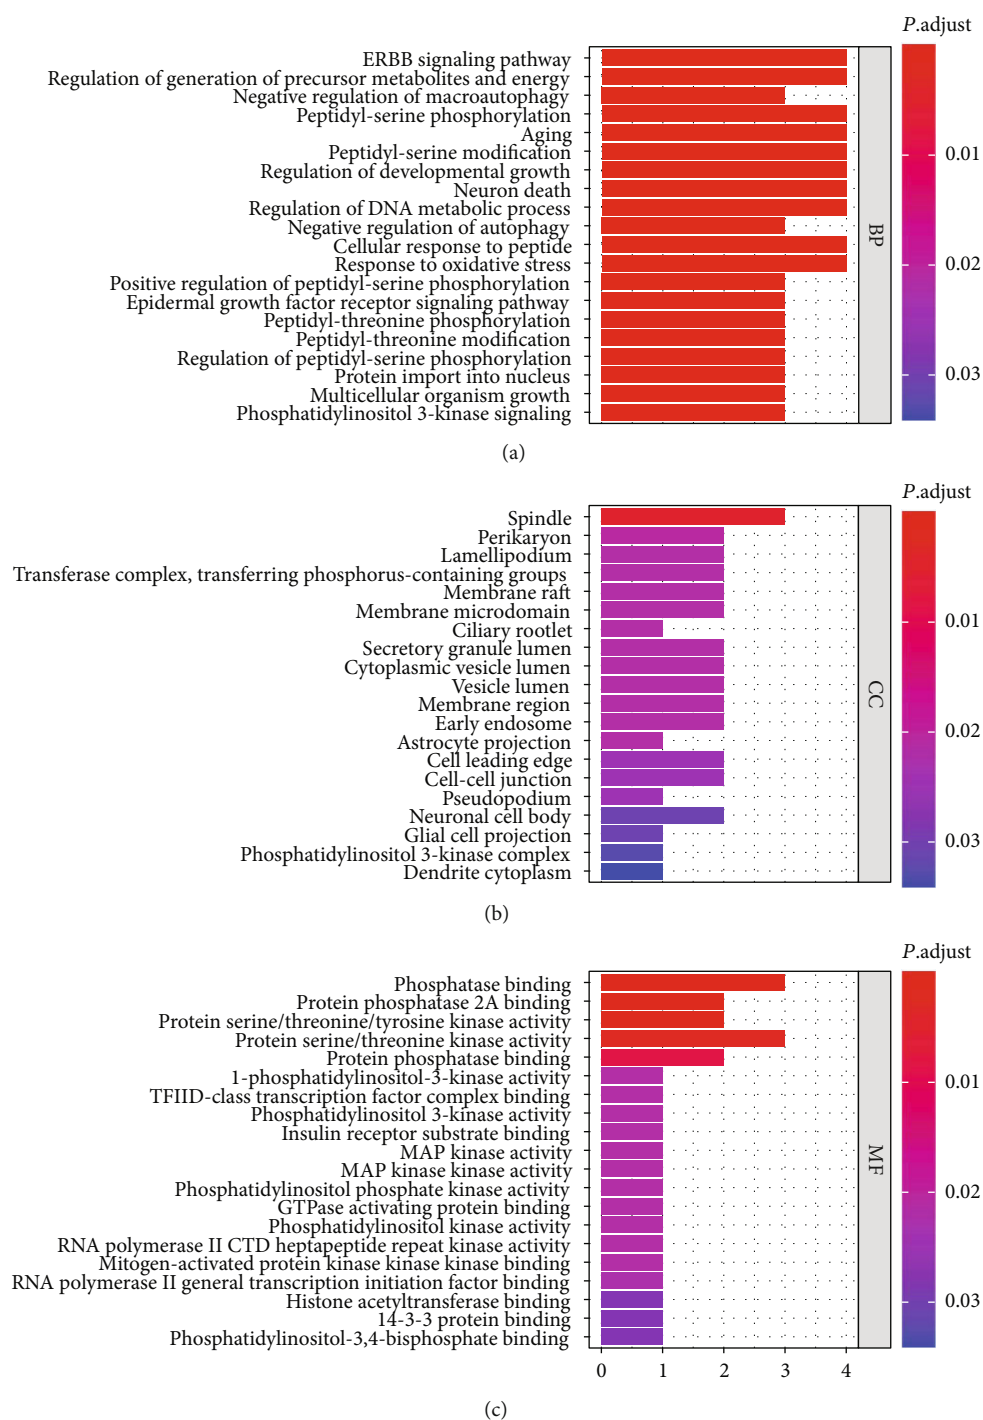 P.adjust
ERBB signaling pathway
Regulation of generation of precursor metabolites and energy
Negative regulation of macroautophagy
Peptidyl-serine phosphorylation
Aging
Peptidyl-serine modification
Regulation of developmental growth
Neuron death
Regulation of DNA metabolic process
Negative regulation of autophagy
Cellular response to peptide
Response to oxidative stress
Positive regulation of peptidyl-serine phosphorylation
Epidermal growth factor receptor signaling pathway
Peptidyl-threonine phosphorylation
Peptidyl-threonine modification
Regulation of peptidyl-serine phosphorylation
Protein import into nucleus
Multicellular organism growth
Phosphatidylinositol 3-kinase signaling
BP
0.01
0.02
0.03
(a)
P.adjust
Spindle
Perikaryon
Lamellipodium
Transferase complex, transferring phosphorus-containing groups
Membrane raft
Membrane microdomain
Ciliary rootlet
Secretory granule lumen
Cytoplasmic vesicle lumen
Vesicle lumen
Membrane region
Early endosome
Astrocyte projection
Cell leading edge
Cell-cell junction
Pseudopodium
Neuronal cell body
Glial cell projection
Phosphatidylinositol 3-kinase complex
Dendrite cytoplasm
CC
0.01
0.02
0.03
(b)
P.adjust
Phosphatase binding
Protein phosphatase 2A binding
Protein serine/threonine/tyrosine kinase activity
Protein serine/threonine kinase activity
Protein phosphatase binding
1-phosphatidylinositol-3-kinase activity
TFIID-class transcription factor complex binding
Phosphatidylinositol 3-kinase activity
Insulin receptor substrate binding
MAP kinase activity
MAP kinase kinase activity
Phosphatidylinositol phosphate kinase activity
GTPase activating protein binding
Phosphatidylinositol kinase activity
RNA polymerase II CTD heptapeptide repeat kinase activity
Mitogen-activated protein kinase kinase kinase binding
RNA polymerase II general transcription initiation factor binding
Histone acetyltransferase binding
14-3-3 protein binding
Phosphatidylinositol-3,4-bisphosphate binding
MF
0.01
0.02
0.03
0 1 2 3 4
(c)